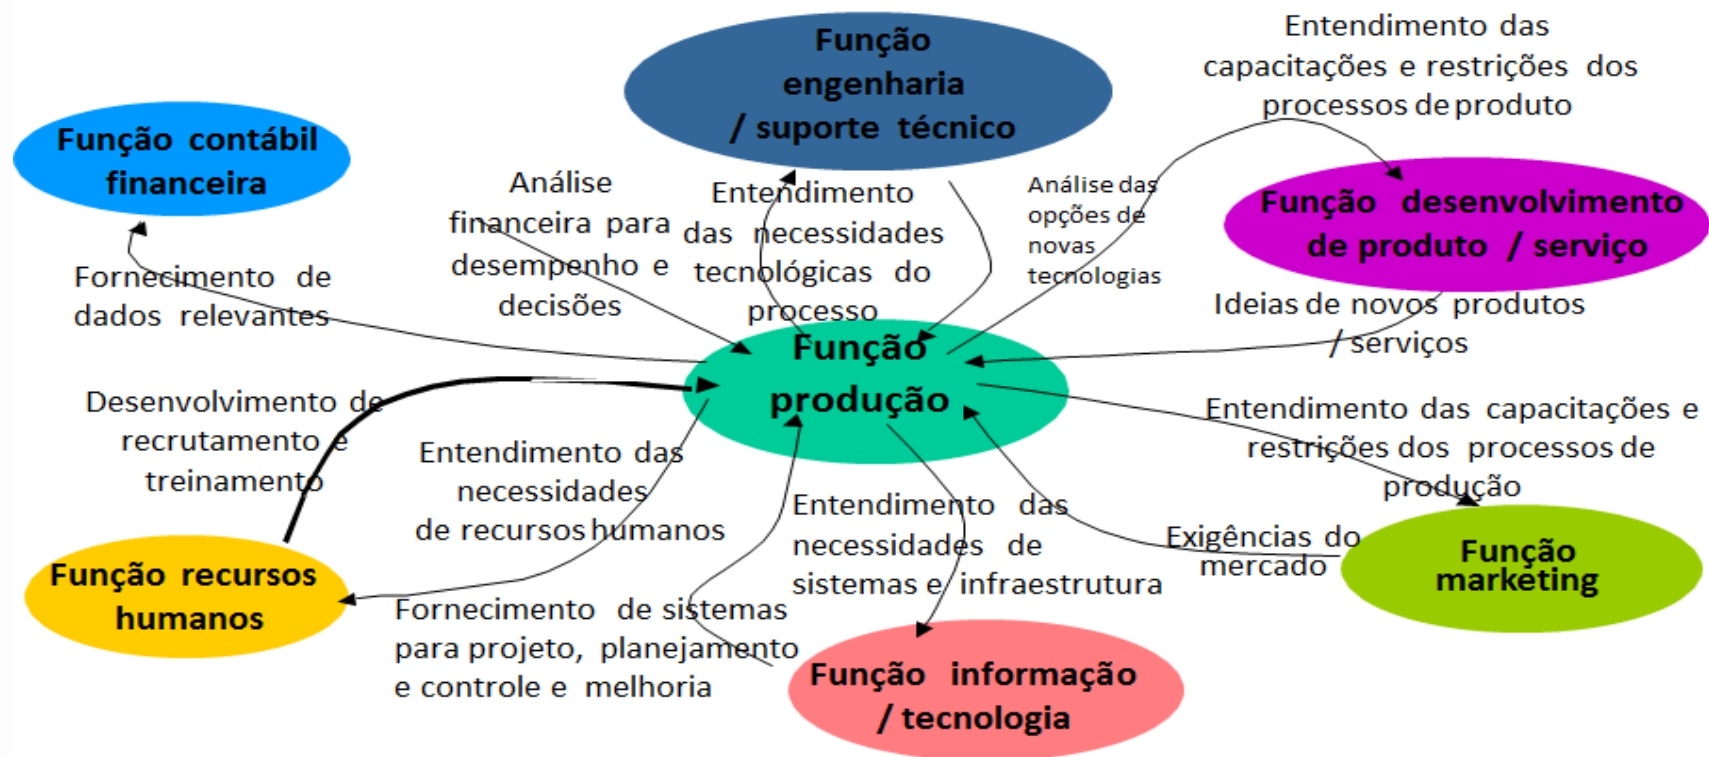 Função
engenharia
/ suporte técnico
Entendimento das
capacitações e restrições dos
processos de produto
Função contábil
financeira
Análise
financeira para
desempenho e
decisões
Entendimento
das necessidades
tecnológicas do
processo
Análise das
opções de
novas
tecnologias
Função desenvolvimento
de produto / serviço
Fornecimento de
dados relevantes
Ideias de novos produtos
/ serviços
Função
produção
Desenvolvimento de
recrutamento e
treinamento
Entendimento das
necessidades
de recursos humanos
Entendimento das capacitações e
restrições dos processos de
produção
Entendimento das
necessidades de
sistemas e infraestrutura
Exigências do
mercado
Função
marketing
Função recursos
humanos
Fornecimento de sistemas
para projeto, planejamento
e controle e melhoria
Função informação
/ tecnologia